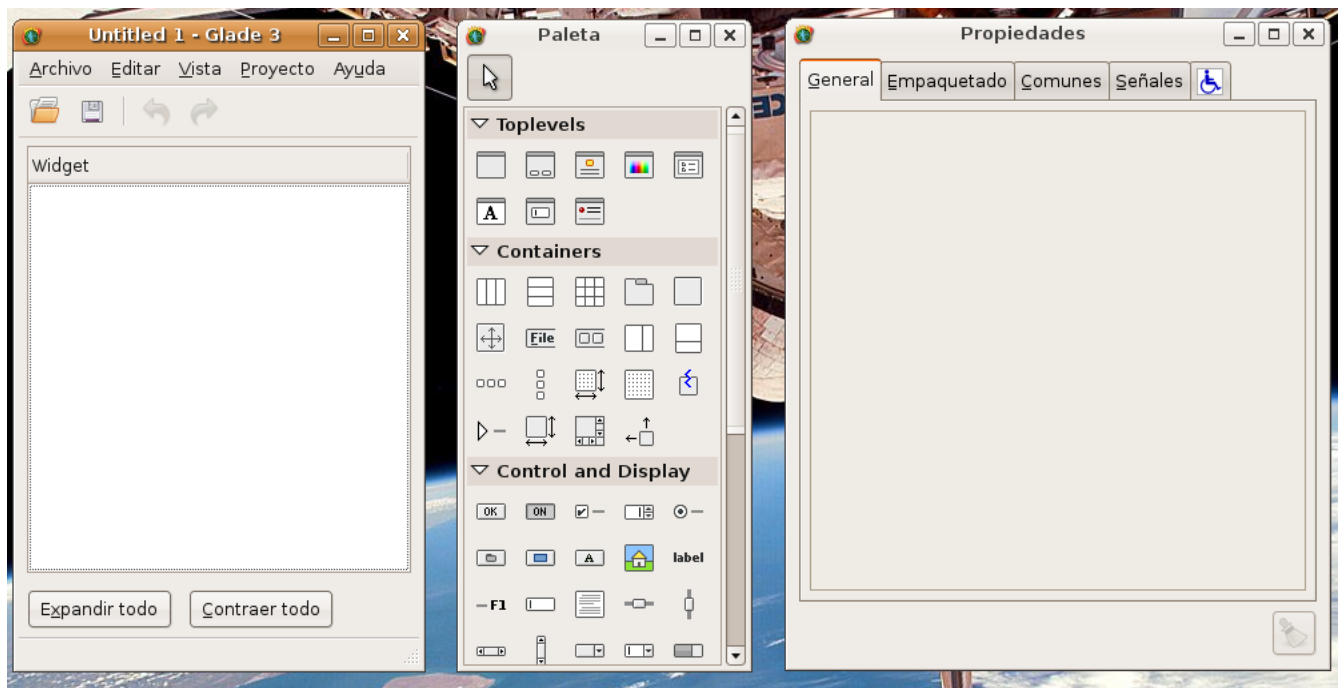 Untitled 1 - Glade 3
Archivo Editar Vista Proyecto Ayuda
Widget
Expandir todo Contraer todo
Paleta
Toplevels
A
Containers
File
Control and Display
OK ON
A label
F1
Propiedades
General Empaquetado Comunes Señales